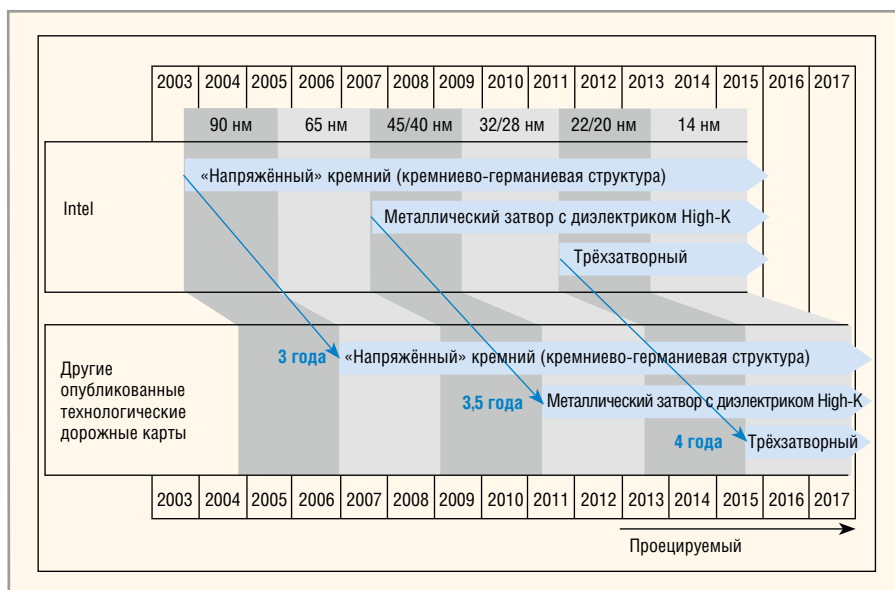 2003 2004 2005 2006 2007 2008 2009 2010 2011 2012 2013 2014 2015 2016 2017
90 нм 65 нм 45/40 нм 32/28 нм 22/20 нм 14 нм
Intel
«Напряжённый» кремний (кремниево-германиевая структура)
Металлический затвор с диэлектриком High-K
Трёхзатворный
Другие
опубликованные
технологические
дорожные карты
3 года
«Напряжённый» кремний (кремниево-германиевая структура)
3,5 года
Металлический затвор с диэлектриком High-K
4 года
Трёхзатворный
2003 2004 2005 2006 2007 2008 2009 2010 2011 2012 2013 2014 2015 2016 2017
Проецируемый